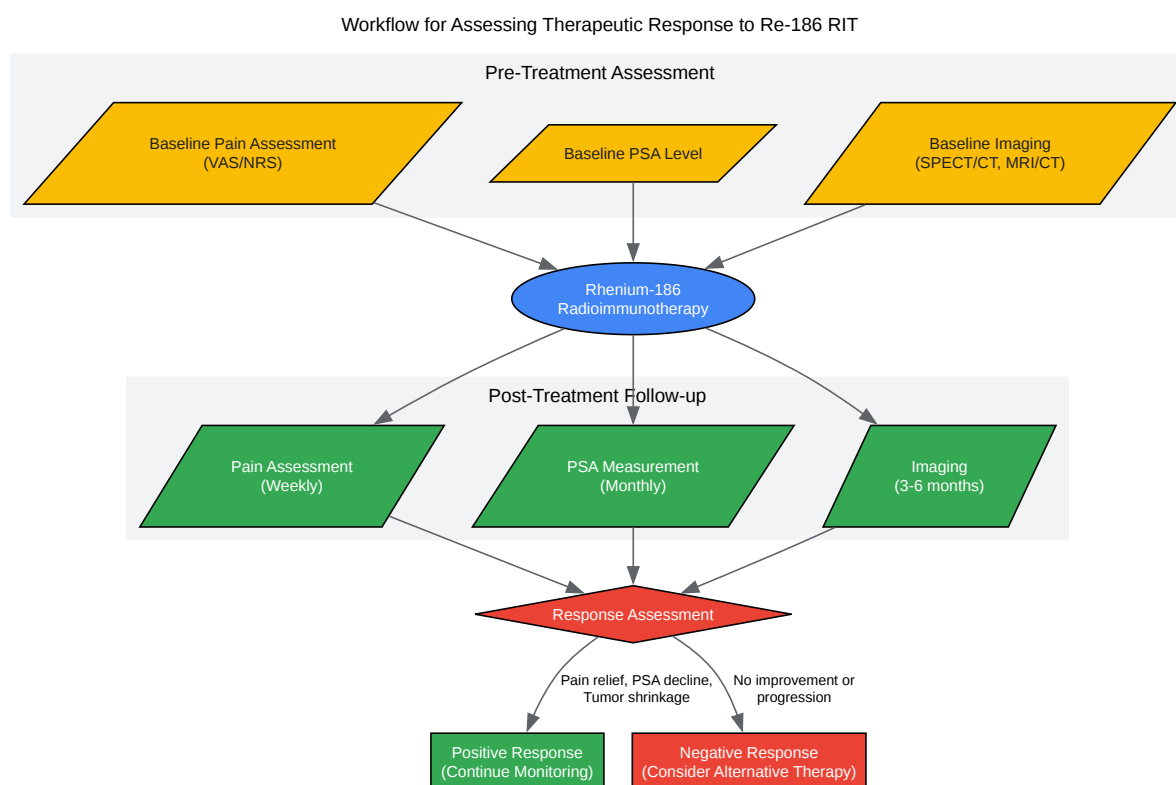 Workflow for Assessing Therapeutic Response to Re-186 RIT
Pre-Treatment Assessment
Baseline Pain Assessment
(VAS/NRS)
Baseline PSA Level
Baseline Imaging
(SPECT/CT, MRI/CT)
Rhenium-186
Radioimmunotherapy
Post-Treatment Follow-up
Pain Assessment
(Weekly)
PSA Measurement
(Monthly)
Imaging
(3-6 months)
Response Assessment
Pain relief, PSA decline,
Tumor shrinkage
No improvement or
progression
Positive Response
(Continue Monitoring)
Negative Response
(Consider Alternative Therapy)